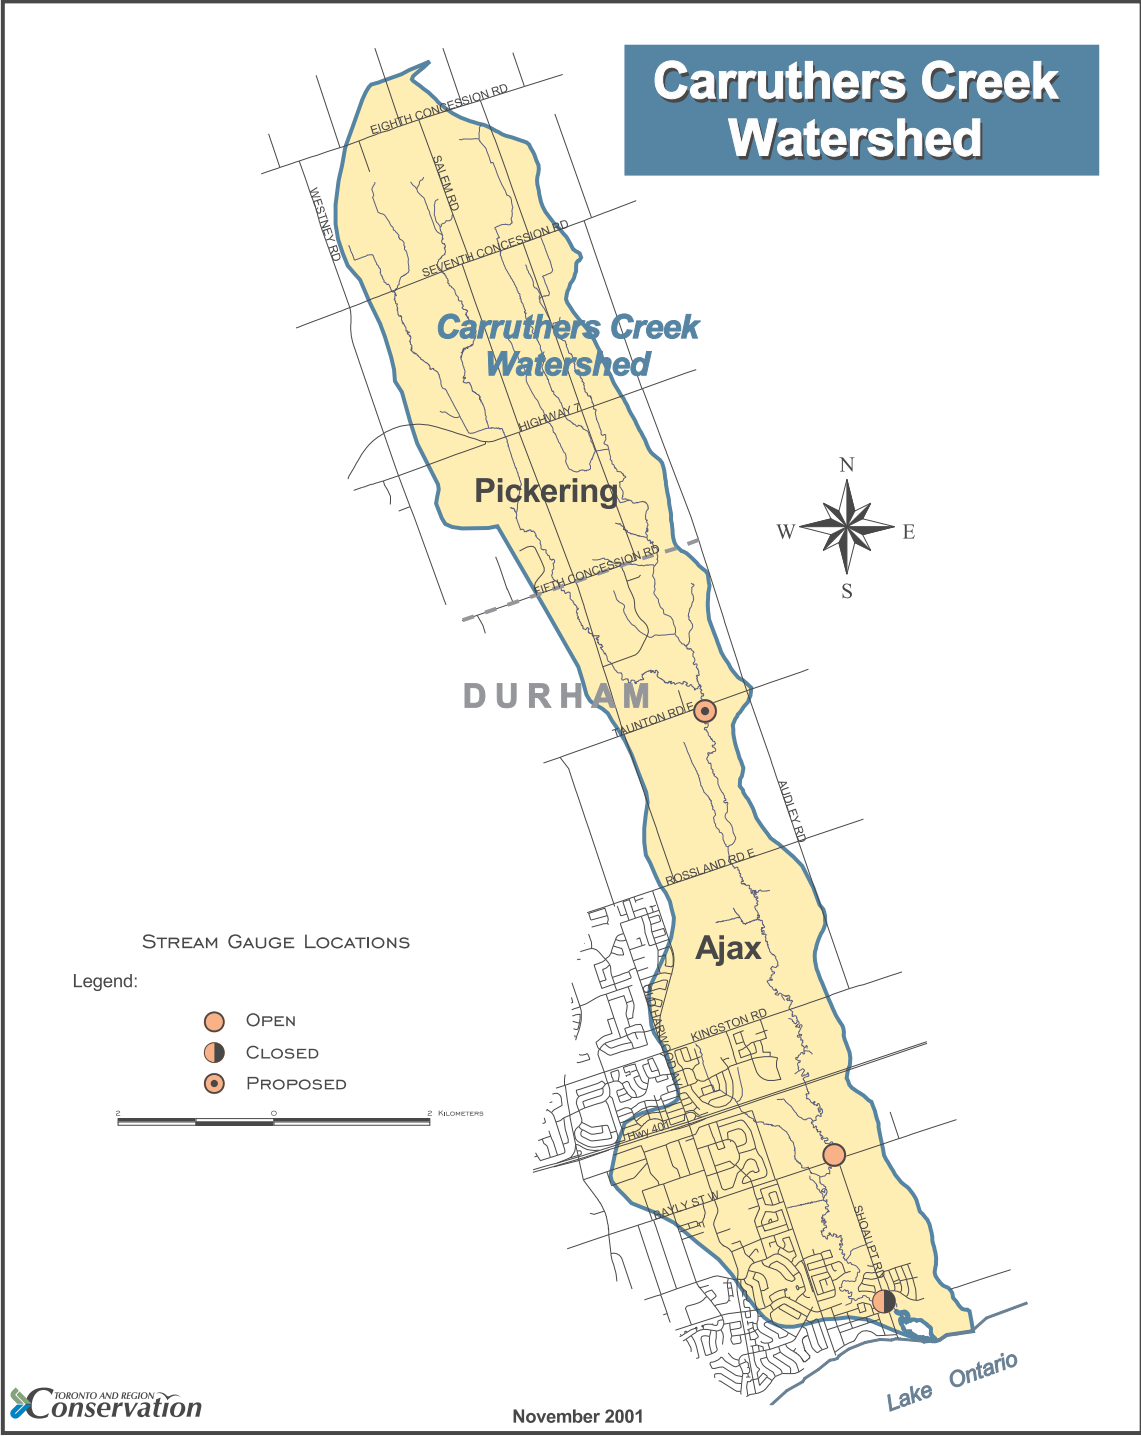 Carruthers Creek
Watershed
EIGHTH CONCESSION RD
SALEM RD
WESTNEY RD
SEVENTH CONCESSION RD
Carruthers Creek
Watershed
HIGHWAY 7
Pickering
N
W
E
S
FIFTH CONCESSION RD
DURHAM
TAUNTON RD E
AUDLEY RD
ROSSLAND RD E
Ajax
STREAM GAUGE LOCATIONS
Legend:
OPEN
CLOSED
PROPOSED
2 0 2 KILOMETERS
OLD HARWOOD AV
KINGSTON RD
Hwy 401
BAYLY ST W
SHOAL PT RD
Lake Ontario
TORONTO AND REGION
Conservation
November 2001